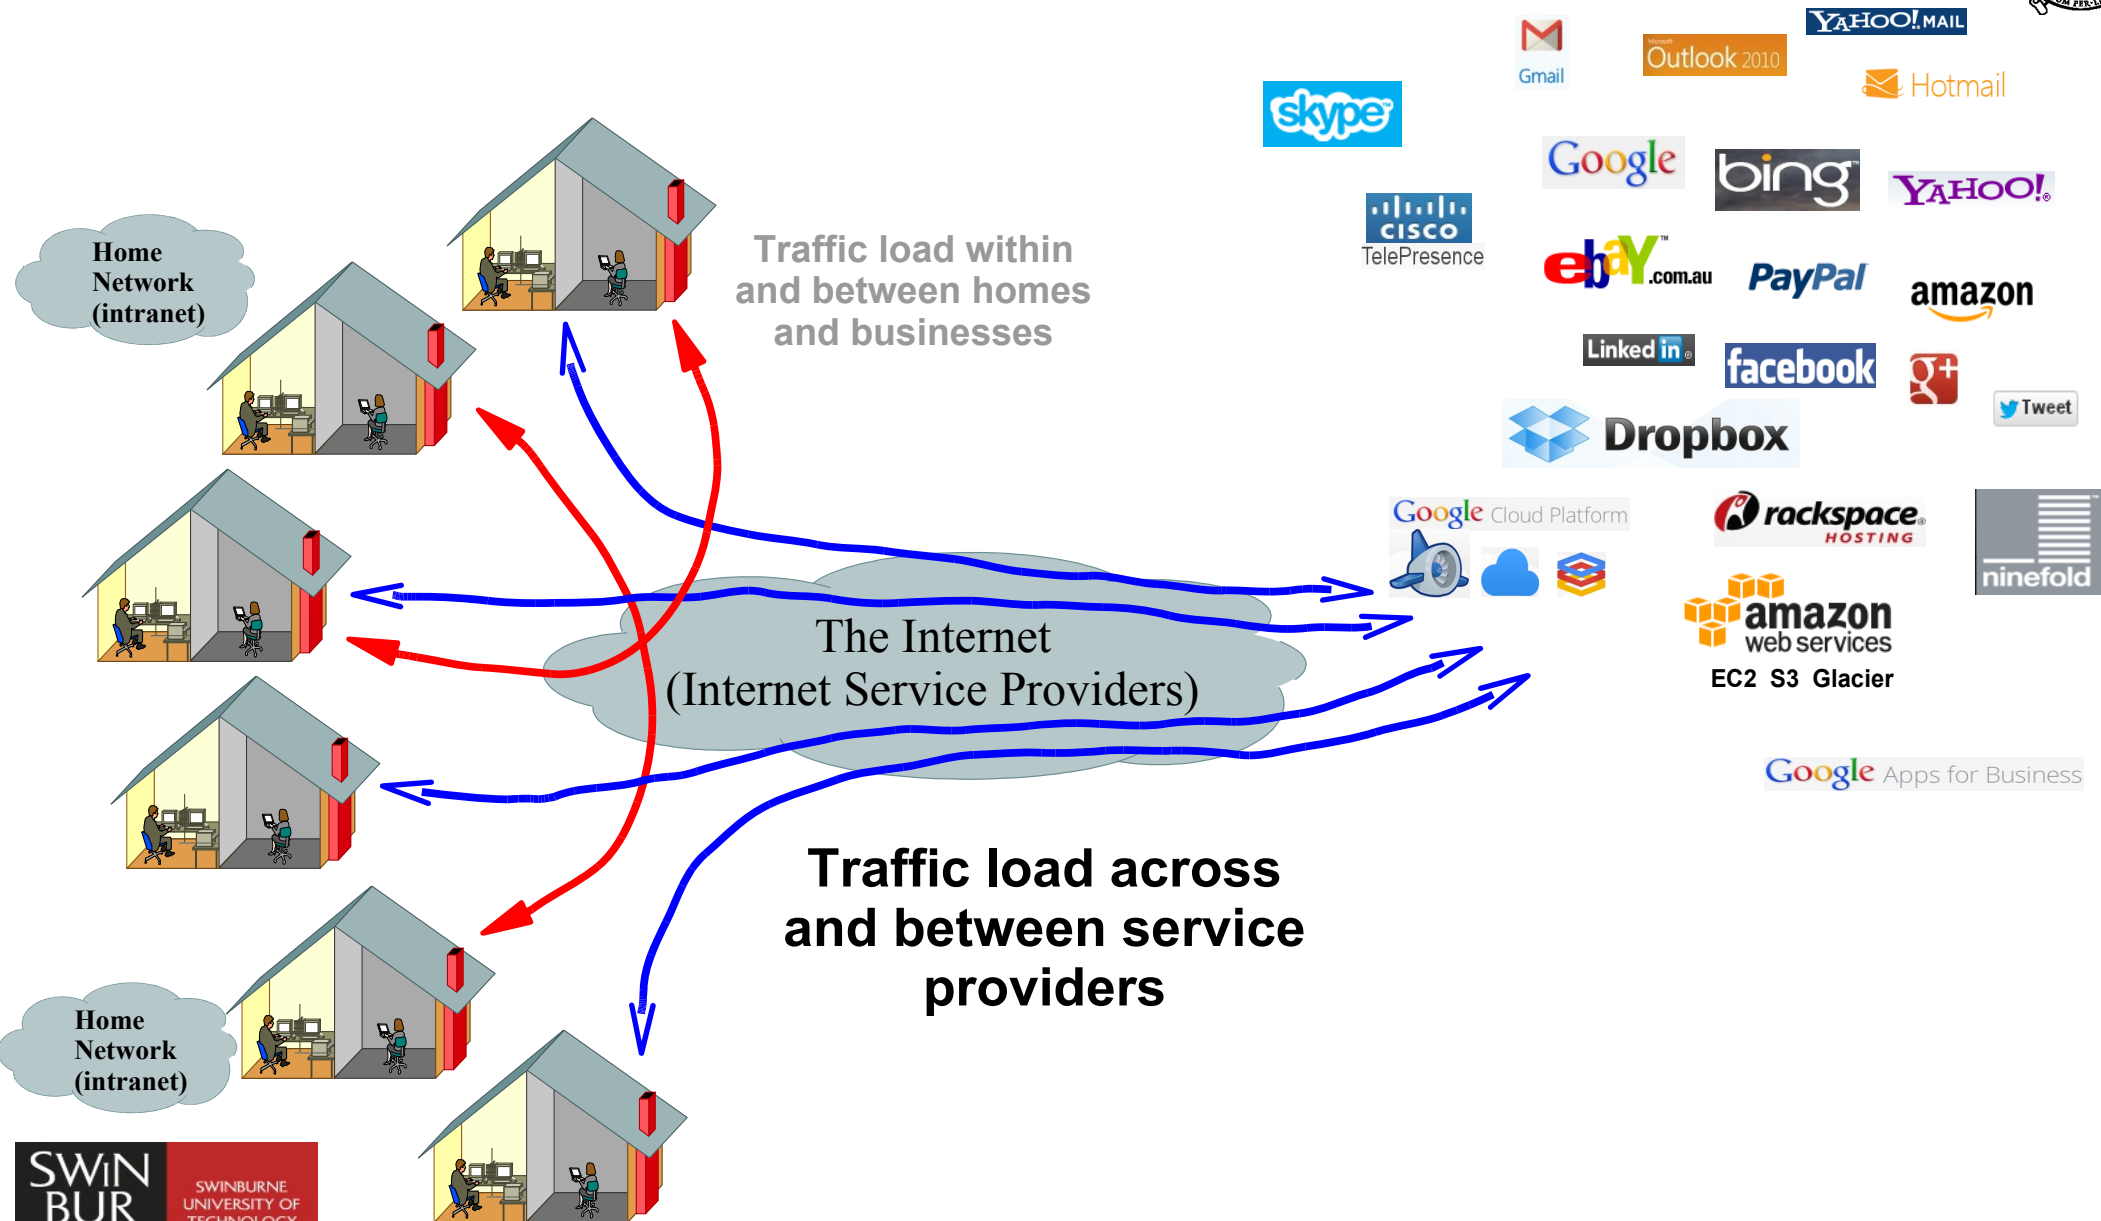 YAHOO! MAIL
Gmail
Microsoft
Outlook 2010
Hotmail
skype
Google
bing
YAHOO!
CISCO
TelePresence
ebaY.com.au
PayPal
amazon
Linked in
facebook
g+
Tweet
Dropbox
Google Cloud Platform
rackspace
HOSTING
ninefold
amazon
web services
EC2 S3 Glacier
Google Apps for Business
Home
Network
(intranet)
Traffic load within
and between homes
and businesses
The Internet
(Internet Service Providers)
Traffic load across
and between service
providers
Home
Network
(intranet)
SWIN
BUR
SWINBURNE
UNIVERSITY OF
TECHNOLOGY